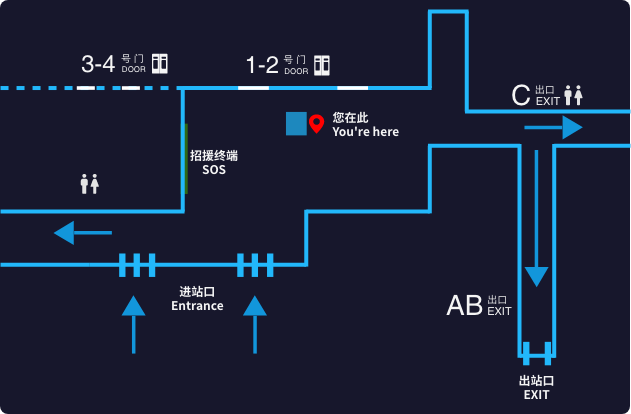 3-4 号门
DOOR
1-2 号门
DOOR
C 出口
EXIT
您在此
You're here
招援终端
SOS
进站口
Entrance
AB 出口
EXIT
出站口
EXIT